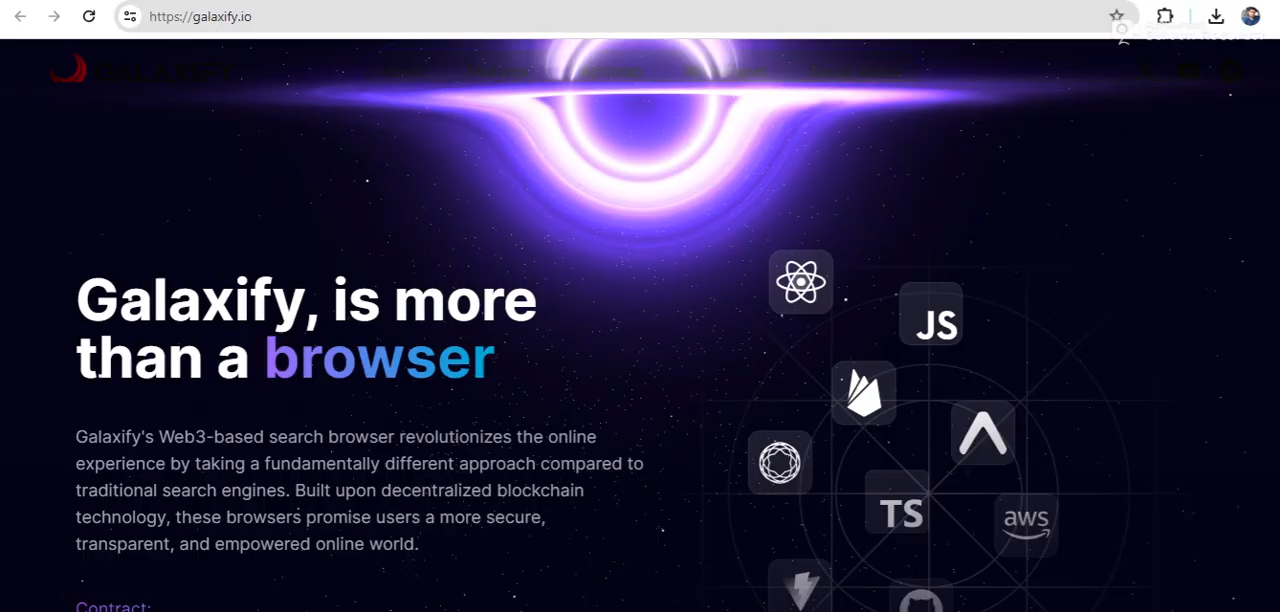 https://galaxify.io
GALAXIFY
Galaxify, is more
than a browser
Galaxify's Web3-based search browser revolutionizes the online
experience by taking a fundamentally different approach compared to
traditional search engines. Built upon decentralized blockchain
technology, these browsers promise users a more secure,
transparent, and empowered online world.
JS
TS
aws
Contract: